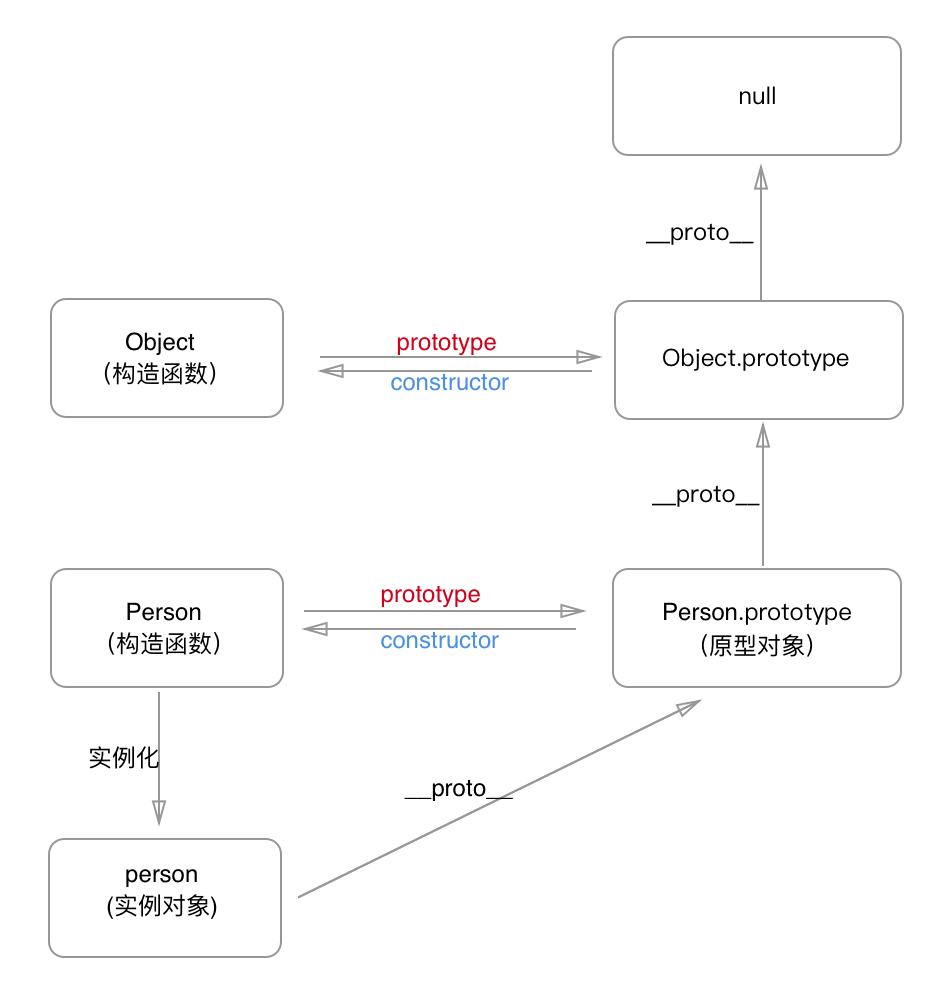 null
__proto__
Object
（构造函数）
prototype
constructor
Object.prototype
__proto__
Person
（构造函数）
prototype
constructor
Person.prototype
（原型对象）
实例化
__proto__
person
(实例对象)